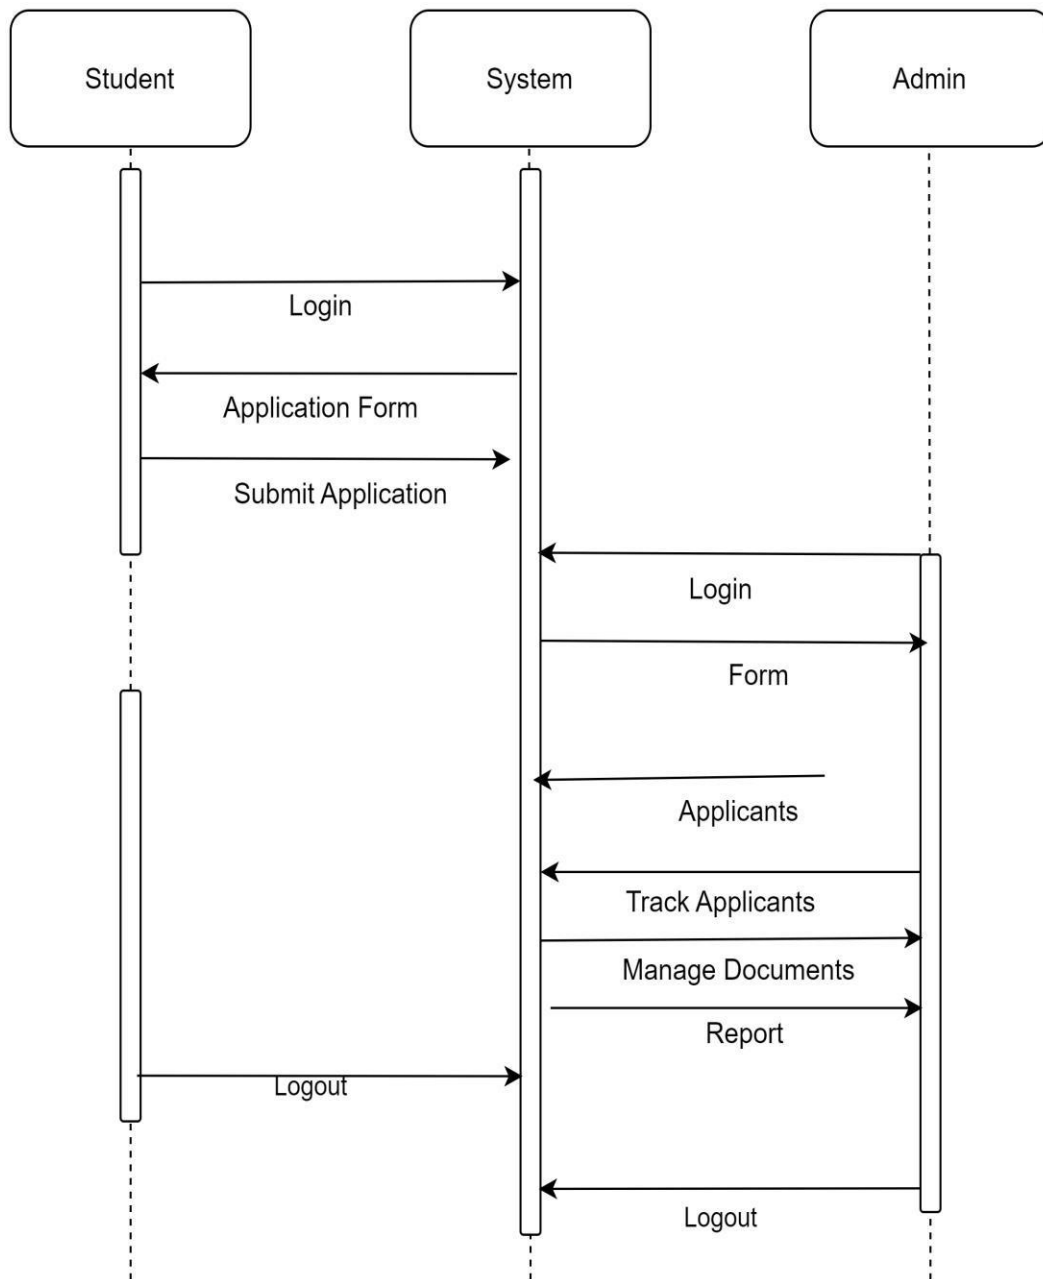 Student
System
Admin
Login
Application Form
Submit Application
Login
Form
Applicants
Track Applicants
Manage Documents
Report
Logout
Logout